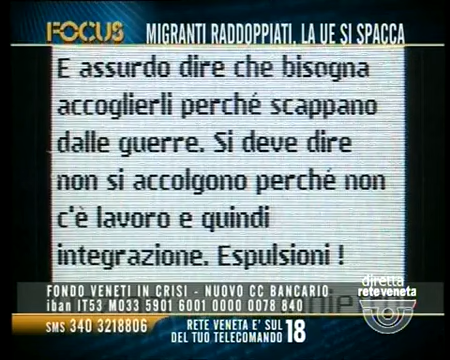 FOCUS MIGRANTI RADDOPPIATI, LA UE SI SPACCA
E assurdo dire che bisogna
accoglierli perché scappano
dalle guerre. Si deve dire
non si accolgono perché non
c'è lavoro e quindi
integrazione. Espulsioni !
diretta
reteveneta
FONDO VENETI IN CRISI - NUOVO CC BANCARIO
iban IT53 M033 5901 6001 0000 0078 840
SMS 340 3218806
RETE VENETA E' SUL
DEL TUO TELECOMANDO 18